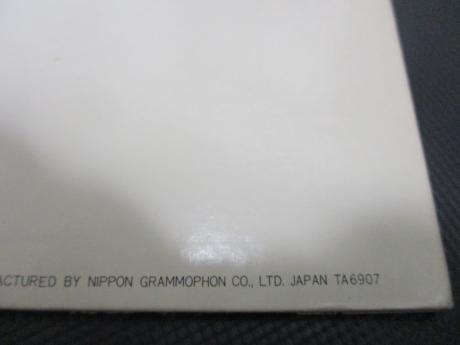 ACTURED BY NIPPON GRAMMOPHON CO., LTD. JAPAN TA6907